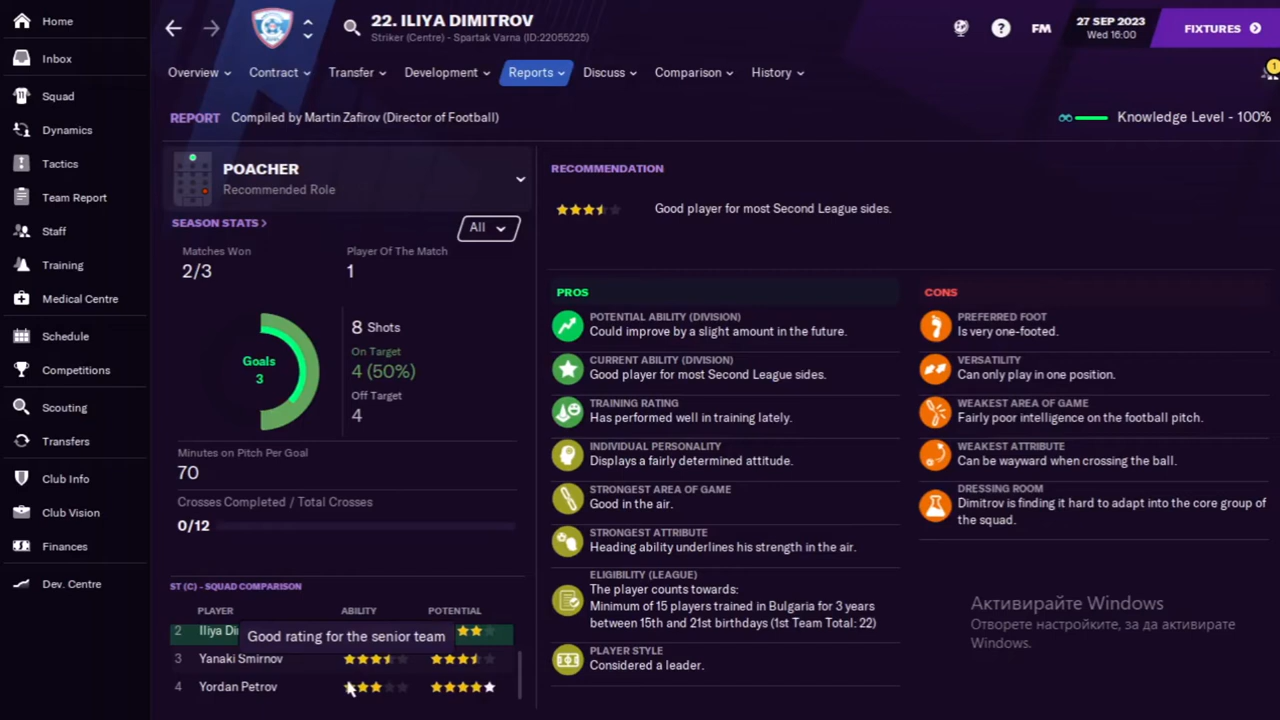 Home
Inbox
Squad
Dynamics
Tactics
Team Report
Staff
Training
Medical Centre
Schedule
Competitions
Scouting
Transfers
Club Info
Club Vision
Finances
Dev. Centre
22. ILIYA DIMITROV
Striker (Centre) - Spartak Varna (ID:22055225)
?
FM
27 SEP 2023
Wed 16:00
FIXTURES
1
Overview
Contract
Transfer
Development
Reports
Discuss
Comparison
History
REPORT Compiled by Martin Zafirov (Director of Football)
Knowledge Level - 100%
POACHER
Recommended Role
SEASON STATS
All
Matches Won
2/3
Player Of The Match
1
Goals
3
8 Shots
On Target
4 (50%)
Off Target
4
Minutes on Pitch Per Goal
70
Crosses Completed / Total Crosses
0/12
ST (C) - SQUAD COMPARISON
PLAYER ABILITY POTENTIAL
2 Iliya
Good rating for the senior team
3 Yanaki Smirnov
4 Yordan Petrov
RECOMMENDATION
Good player for most Second League sides.
PROS
POTENTIAL ABILITY (DIVISION)
Could improve by a slight amount in the future.
CURRENT ABILITY (DIVISION)
Good player for most Second League sides.
TRAINING RATING
Has performed well in training lately.
INDIVIDUAL PERSONALITY
Displays a fairly determined attitude.
STRONGEST AREA OF GAME
Good in the air.
STRONGEST ATTRIBUTE
Heading ability underlines his strength in the air.
ELIGIBILITY (LEAGUE)
The player counts towards:
Minimum of 15 players trained in Bulgaria for 3 years
between 15th and 21st birthdays (1st Team Total: 22)
PLAYER STYLE
Considered a leader.
CONS
PREFERRED FOOT
Is very one-footed.
VERSATILITY
Can only play in one position.
WEAKEST AREA OF GAME
Fairly poor intelligence on the football pitch.
WEAKEST ATTRIBUTE
Can be wayward when crossing the ball.
DRESSING ROOM
Dimitrov is finding it hard to adapt into the core group of
the squad.
Активирайте Windows
Отворете настройките, за да активирате
Windows.